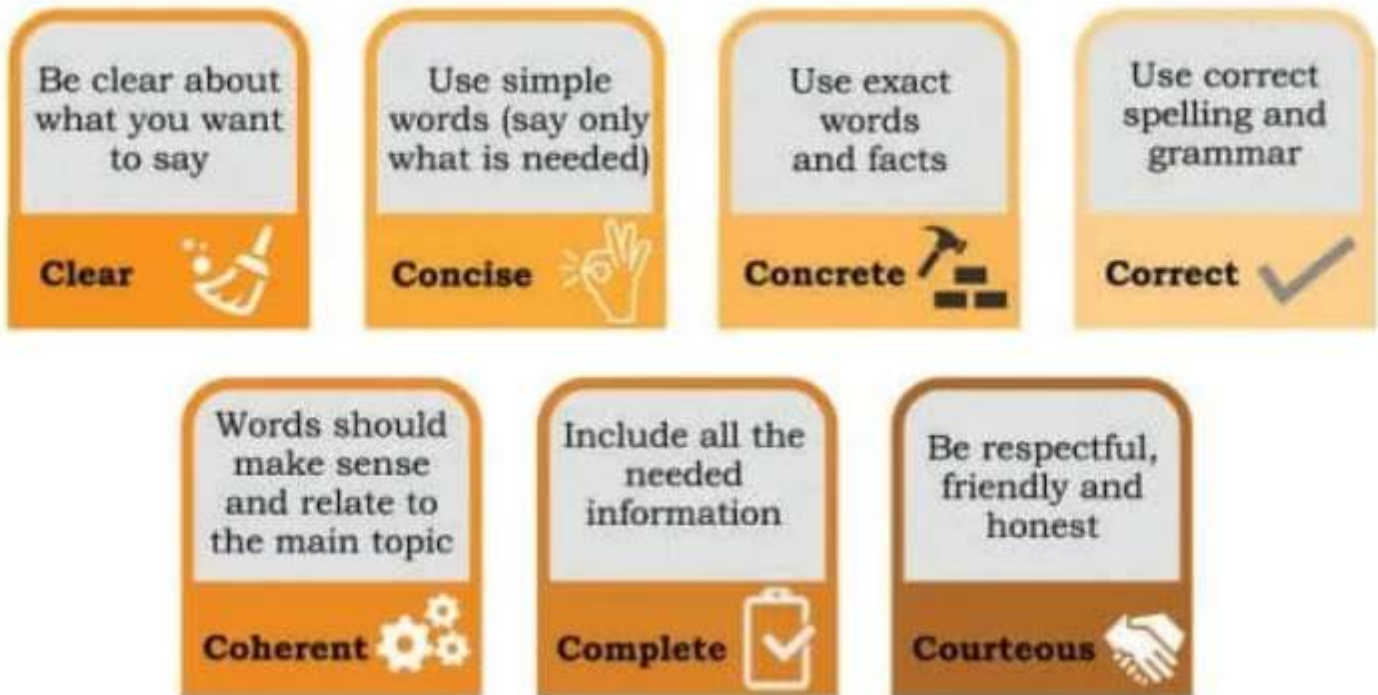 Be clear about
what you want
to say
Clear
Use simple
words (say only
what is needed)
Concise
Use exact
words
and facts
Concrete
Use correct
spelling and
grammar
Correct
Words should
make sense
and relate to
the main topic
Coherent
Include all the
needed
information
Complete
Be respectful,
friendly and
honest
Courteous